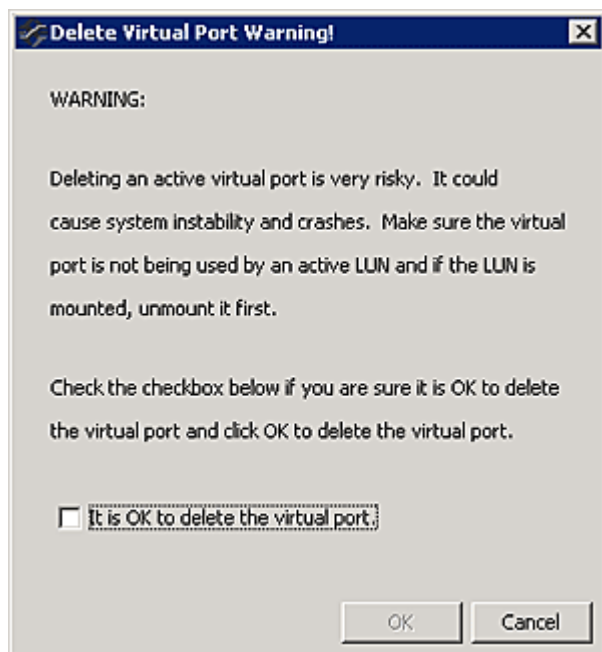 Delete Virtual Port Warning!
WARNING:
Deleting an active virtual port is very risky. It could
cause system instability and crashes. Make sure the virtual
port is not being used by an active LUN and if the LUN is
mounted, unmount it first.
Check the checkbox below if you are sure it is OK to delete
the virtual port and click OK to delete the virtual port.
It is OK to delete the virtual port.
OK
Cancel